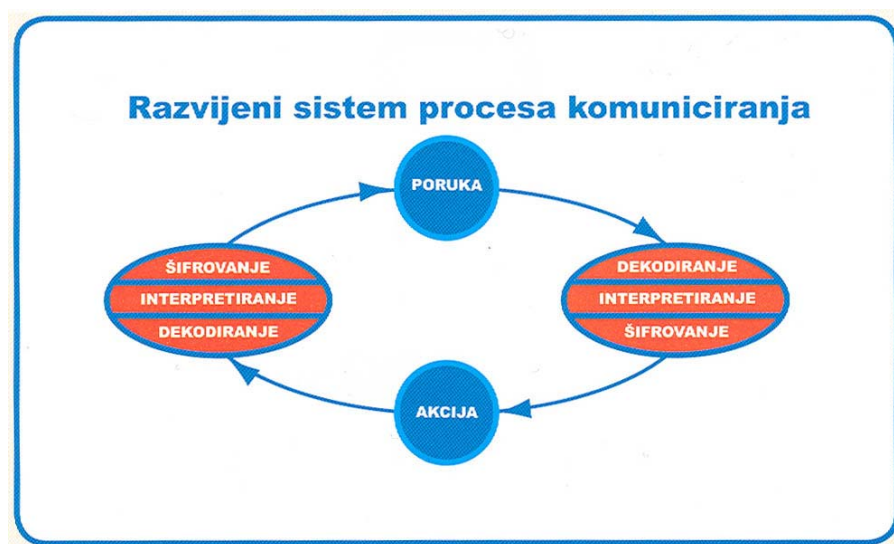 Razvijeni sistem procesa komuniciranja
PORUKA
ŠIFROVANJE
INTERPRETIRANJE
DEKODIRANJE
DEKODIRANJE
INTERPRETIRANJE
ŠIFROVANJE
AKCIJA